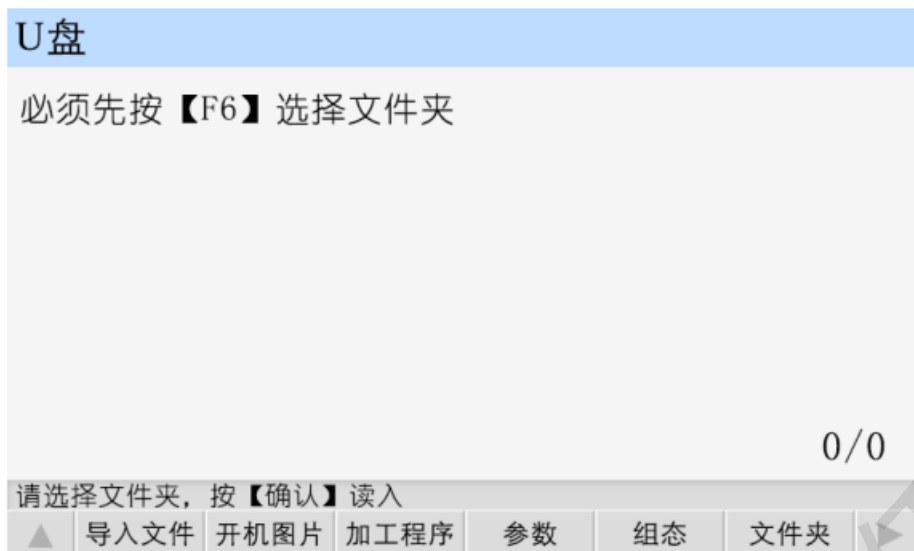 U盘
必须先按【F6】选择文件夹
0/0
请选择文件夹，按【确认】读入
导入文件 开机图片 加工程序 参数 组态 文件夹